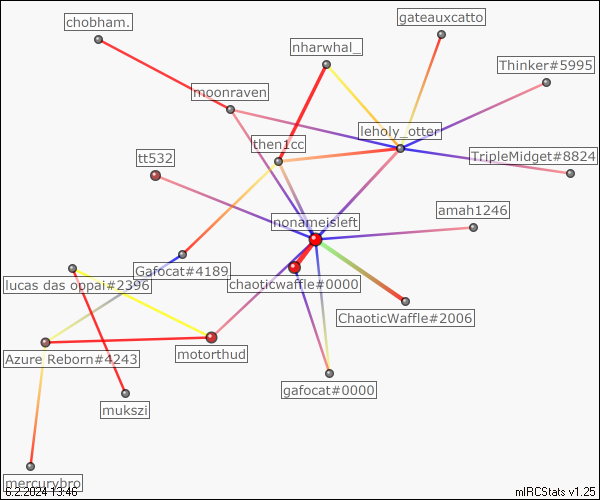 chobham.
gateauxcatto
nharwhal_
Thinker#5995
moonraven
leholy_otter
then1cc
tt532
TripleMidget#8824
amah1246
nonameisleft
Gafocat#4189
lucas das oppai#2396
chaoticwaffle#0000
ChaoticWaffle#2006
Azure Reborn#4243
motorthud
gafocat#0000
mukszi
mercurybro
6.2.2024 13:46
mIRCStats v1.25